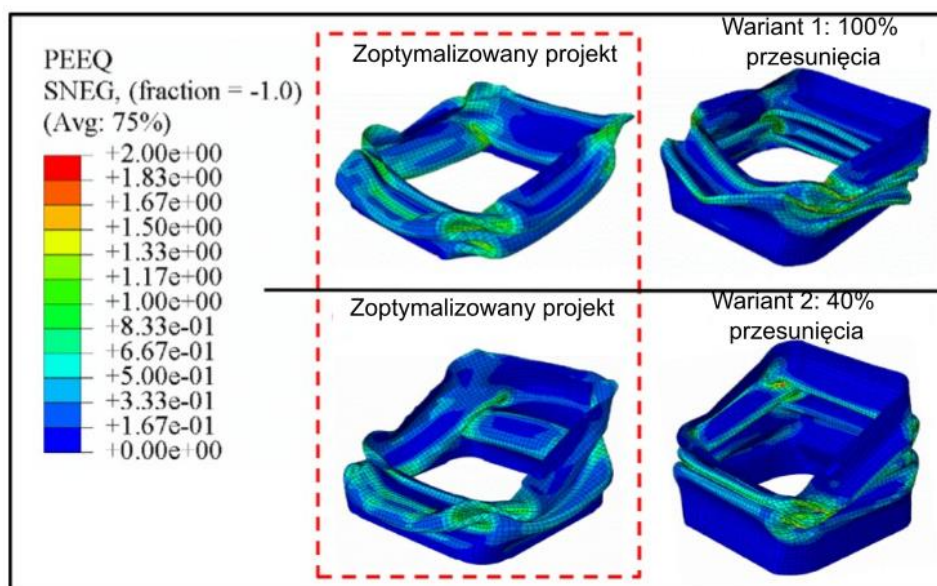 PEEQ
SNEG, (fraction = -1.0)
(Avg: 75%)
+2.00e+00
+1.83e+00
+1.67e+00
+1.50e+00
+1.33e+00
+1.17e+00
+1.00e+00
+8.33e-01
+6.67e-01
+5.00e-01
+3.33e-01
+1.67e-01
+0.00e+00
Zoptymalizowany projekt
Wariant 1: 100%
przesunięcia
Zoptymalizowany projekt
Wariant 2: 40%
przesunięcia